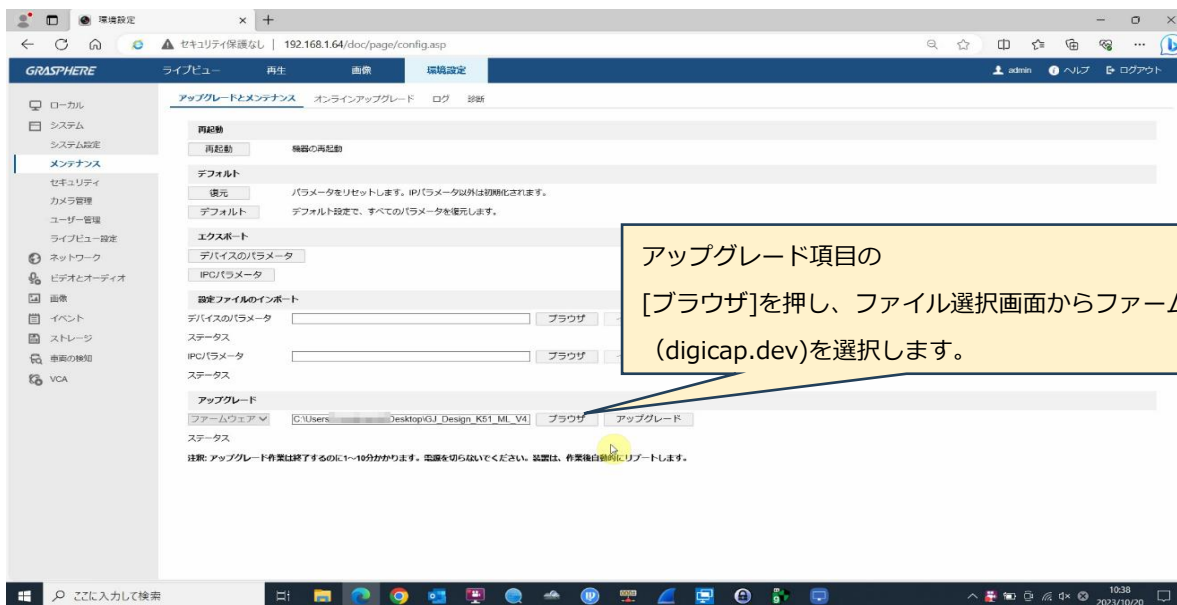 環境設定
セキュリティ保護なし | 192.168.1.64/doc/page/config.asp
GRASPHERE
ライブビュー 再生 画像 環境設定
admin ヘルプ ログアウト
ローカル
システム
システム設定
メンテナンス
セキュリティ
カメラ管理
ユーザー管理
ライブビュー設定
ネットワーク
ビデオとオーディオ
画像
イベント
ストレージ
車両の検知
VCA
アップグレードとメンテナンス オンラインアップグレード ログ 診断
再起動
再起動 機器の再起動
デフォルト
復元 パラメータをリセットします。IPパラメータ以外は初期化されます。
デフォルト デフォルト設定で、すべてのパラメータを復元します。
エクスポート
デバイスのパラメータ
IPCパラメータ
設定ファイルのインポート
デバイスのパラメータ ブラウザ
ステータス
IPCパラメータ ブラウザ
ステータス
アップグレード
ファームウェア C:\Users Desktop\GJ_Design_K51_ML_V4 ブラウザ アップグレード
ステータス
注釈: アップグレード作業は終了するのに1～10分かかります。電源を切らないでください。装置は、作業後自動的にリブートします。
アップグレード項目の
[ブラウザ]を押し、ファイル選択画面からファーム
（digicap.dev)を選択します。
ここに入力して検索
10:38
2023/10/20